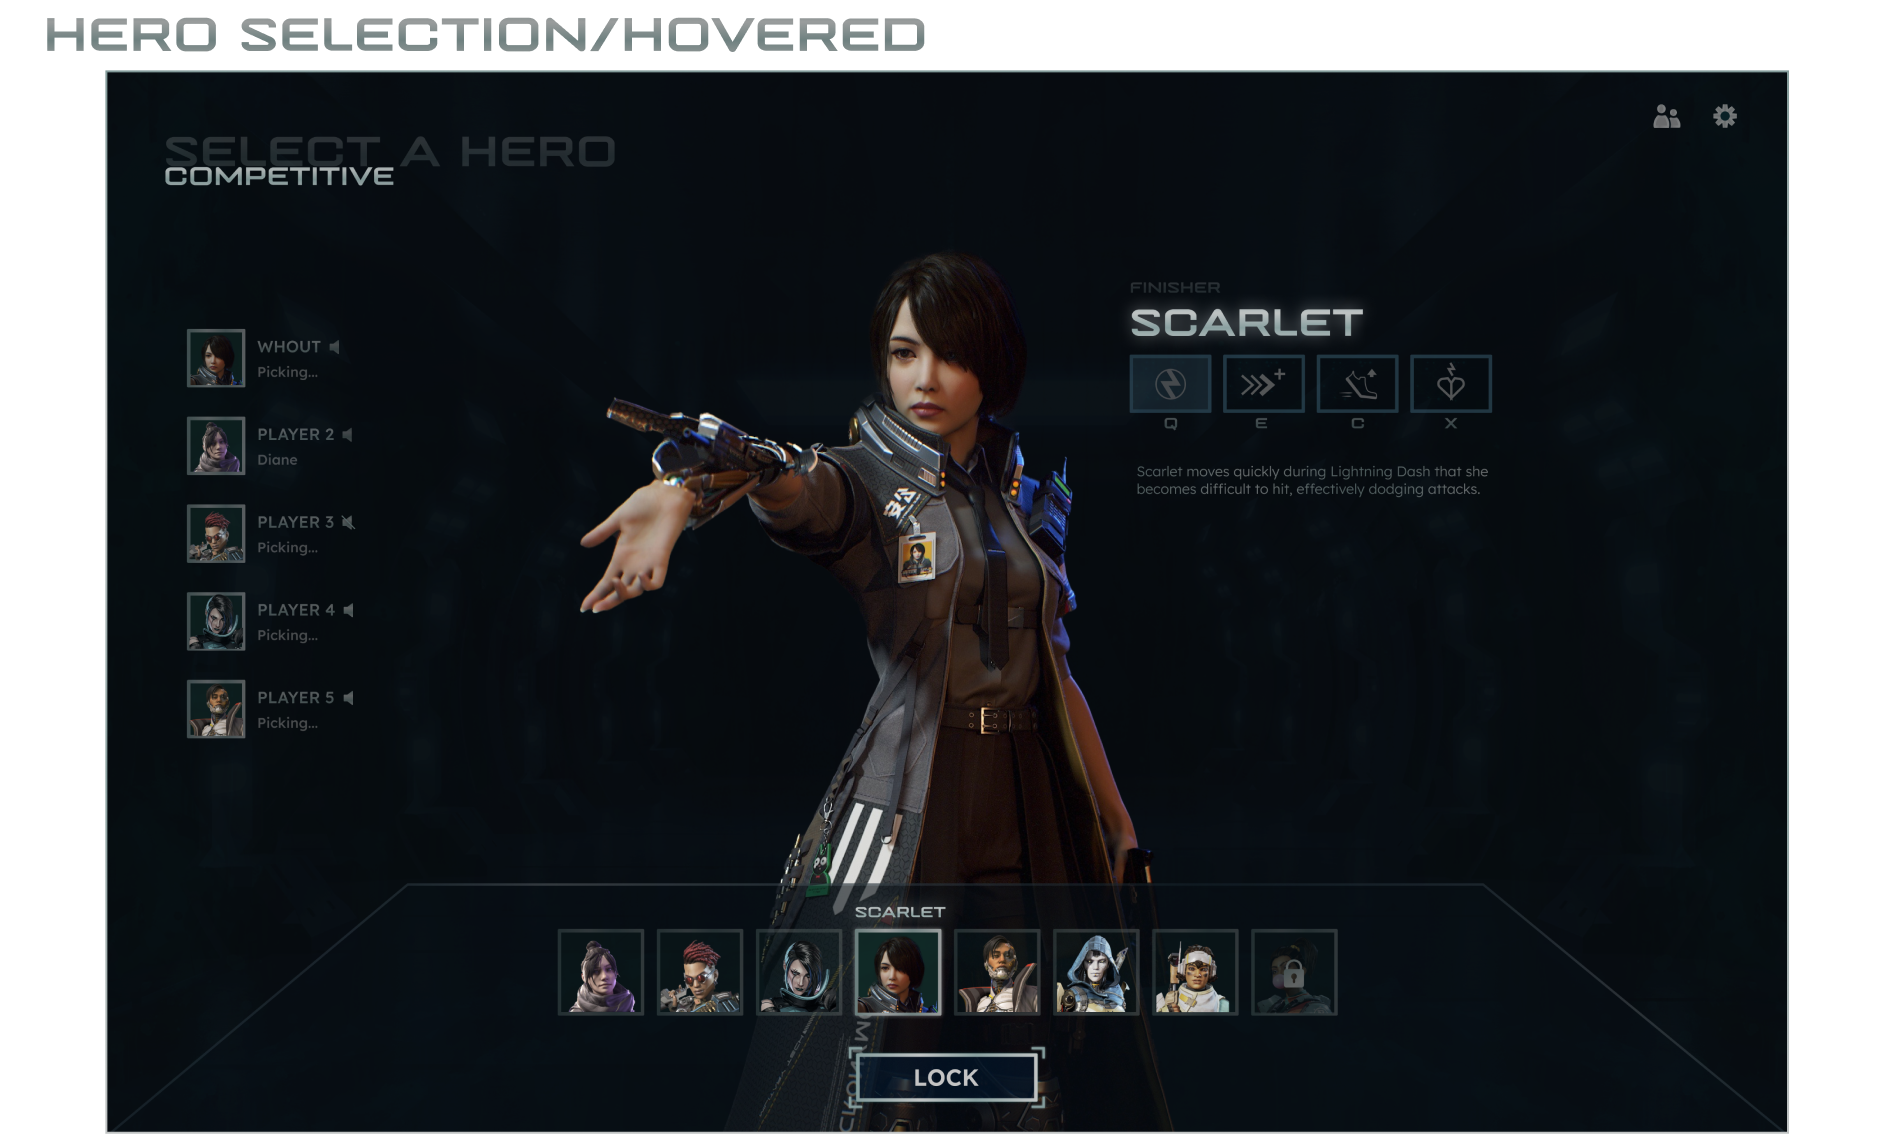 HERO SELECTION/HOVERED
SELECT A HERO
COMPETITIVE
WHOUT
Picking...
PLAYER 2
Diane
PLAYER 3
Picking...
PLAYER 4
Picking...
PLAYER 5
Picking...
FINISHER
SCARLET
Q E C X
Scarlet moves quickly during Lightning Dash that she
becomes difficult to hit, effectively dodging attacks.
SCARLET
LOCK